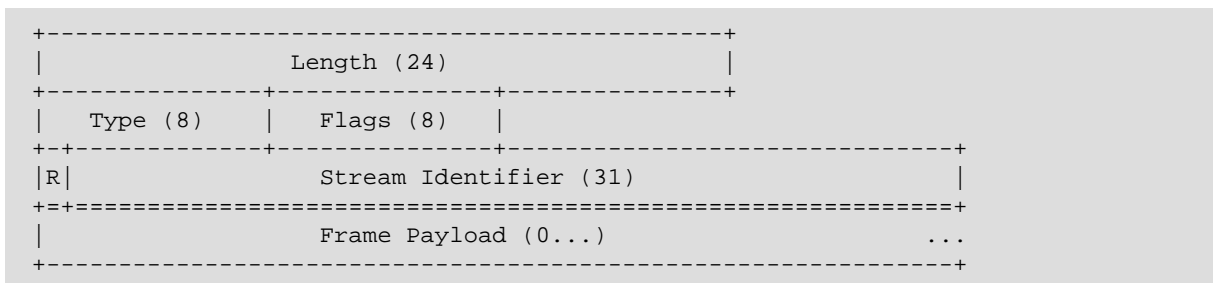 +-----------------------------------------------+
|                 Length (24)                   |
+---------------+---------------+---------------+
|   Type (8)    |   Flags (8)   |
+-+-------------+---------------+-------------------------------+
|R|                 Stream Identifier (31)                      |
+=+=============================================================+
|                   Frame Payload (0...)                      ...
+---------------------------------------------------------------+